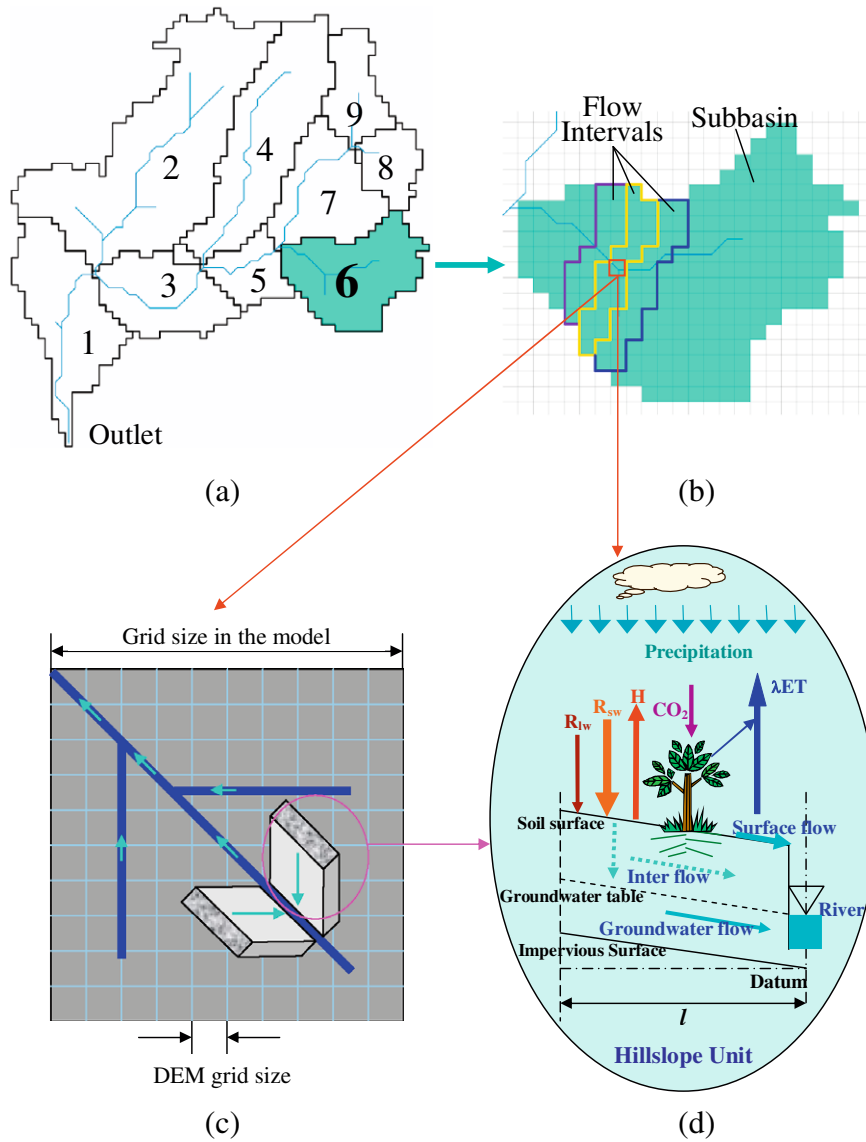 9
2
4
8
7
6
3
5
1
Outlet
(a)
Flow
Intervals
Subbasin
(b)
Grid size in the model
DEM grid size
(c)
Precipitation
λET
H
R_sw
CO₂
R_lw
Soil surface
Surface flow
Inter flow
Groundwater table
River
Groundwater flow
Impervious Surface
Datum
l
Hillslope Unit
(d)